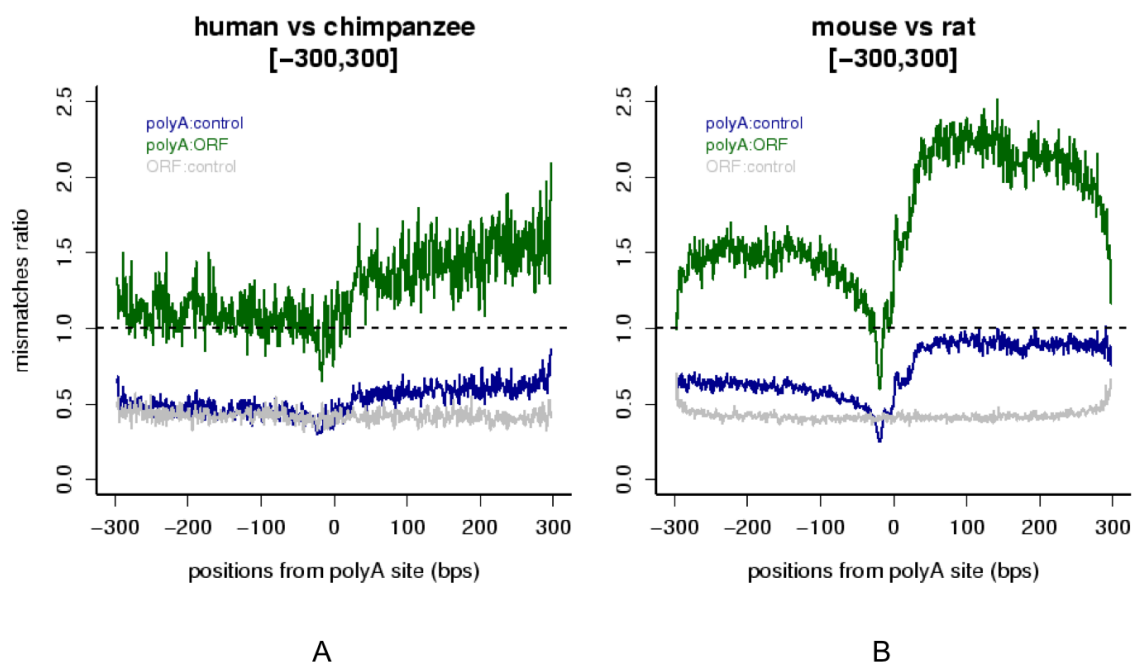 human vs chimpanzee
[−300,300]
mismatches ratio
2.5
2.0
1.5
1.0
0.5
0.0
polyA:control
polyA:ORF
ORF:control
−300
−200
−100
0
100
200
300
positions from polyA site (bps)
A
mouse vs rat
[−300,300]
2.5
2.0
1.5
1.0
0.5
0.0
polyA:control
polyA:ORF
ORF:control
−300
−200
−100
0
100
200
300
positions from polyA site (bps)
B